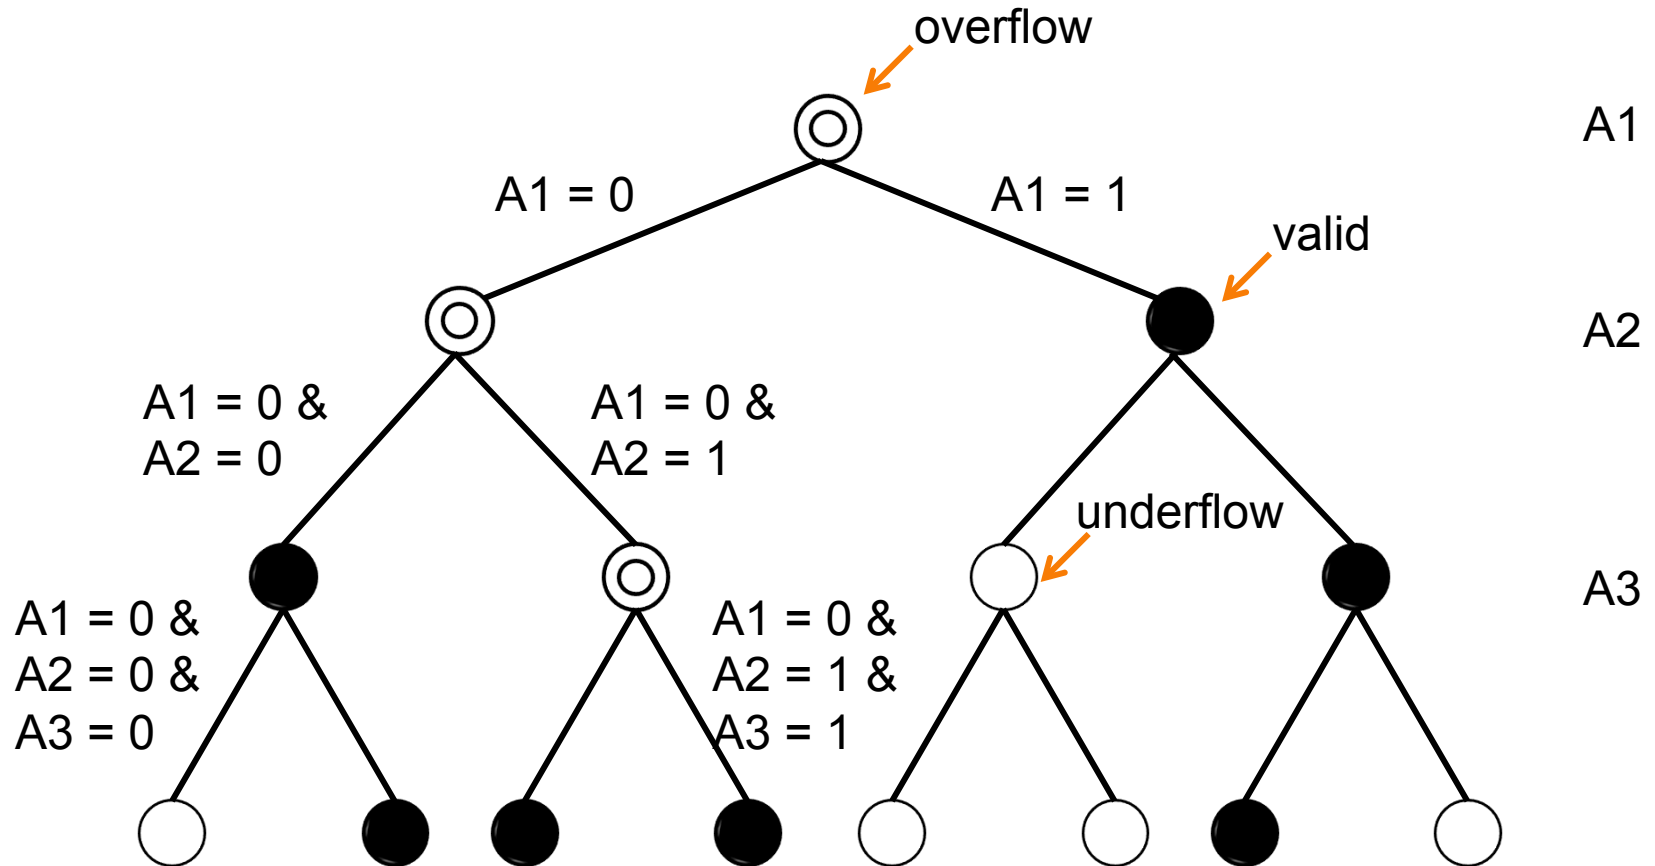 overflow
A1
A1 = 0
A1 = 1
valid
A2
A1 = 0 &
A2 = 0
A1 = 0 &
A2 = 1
underflow
A3
A1 = 0 &
A2 = 0 &
A3 = 0
A1 = 0 &
A2 = 1 &
A3 = 1